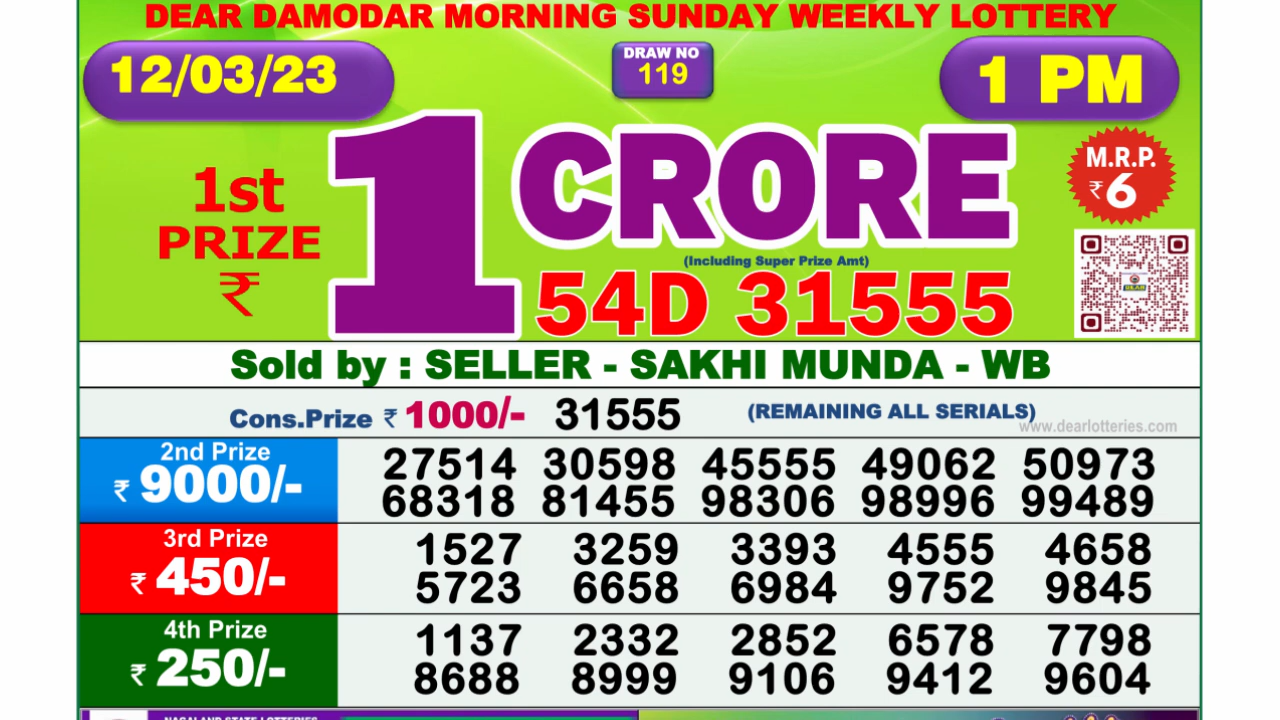 DEAR DAMODAR MORNING SUNDAY WEEKLY LOTTERY
12/03/23
DRAW NO
119
1 PM
1st
PRIZE
₹
1 CRORE
(Including Super Prize Amt)
54D 31555
M.R.P.
₹6
DEAR
Sold by : SELLER - SAKHI MUNDA - WB
Cons.Prize ₹ 1000/- 31555 (REMAINING ALL SERIALS)
www.dearlotteries.com
2nd Prize
₹ 9000/-
27514 30598 45555 49062 50973
68318 81455 98306 98996 99489
3rd Prize
₹ 450/-
1527 3259 3393 4555 4658
5723 6658 6984 9752 9845
4th Prize
₹ 250/-
1137 2332 2852 6578 7798
8688 8999 9106 9412 9604
NAGALAND STATE LOTTERIES